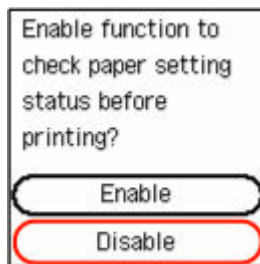 Enable function to
check paper setting
status before
printing?
Enable
Disable